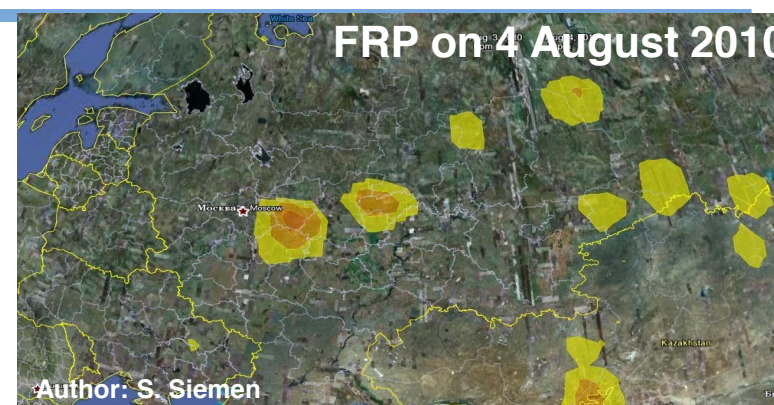 White Sea
FRP on 4 August 2010
Москва Moscow
Kazakhstan
Author: S. Siemen